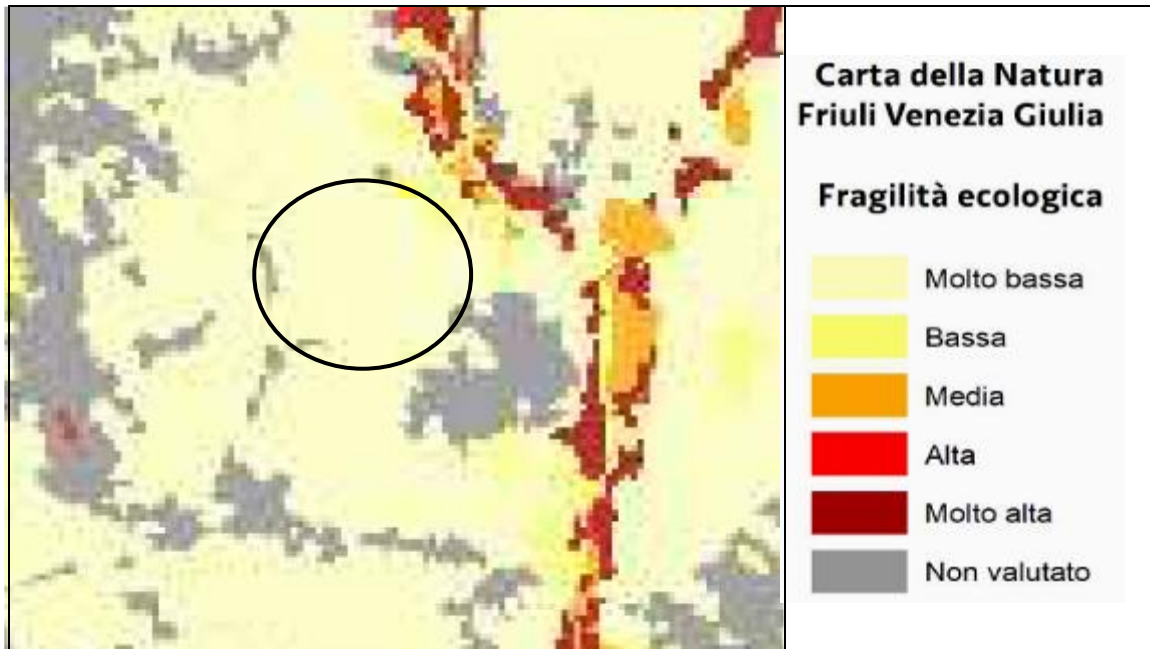 Carta della Natura
Friuli Venezia Giulia
Fragilità ecologica
Molto bassa
Bassa
Media
Alta
Molto alta
Non valutato